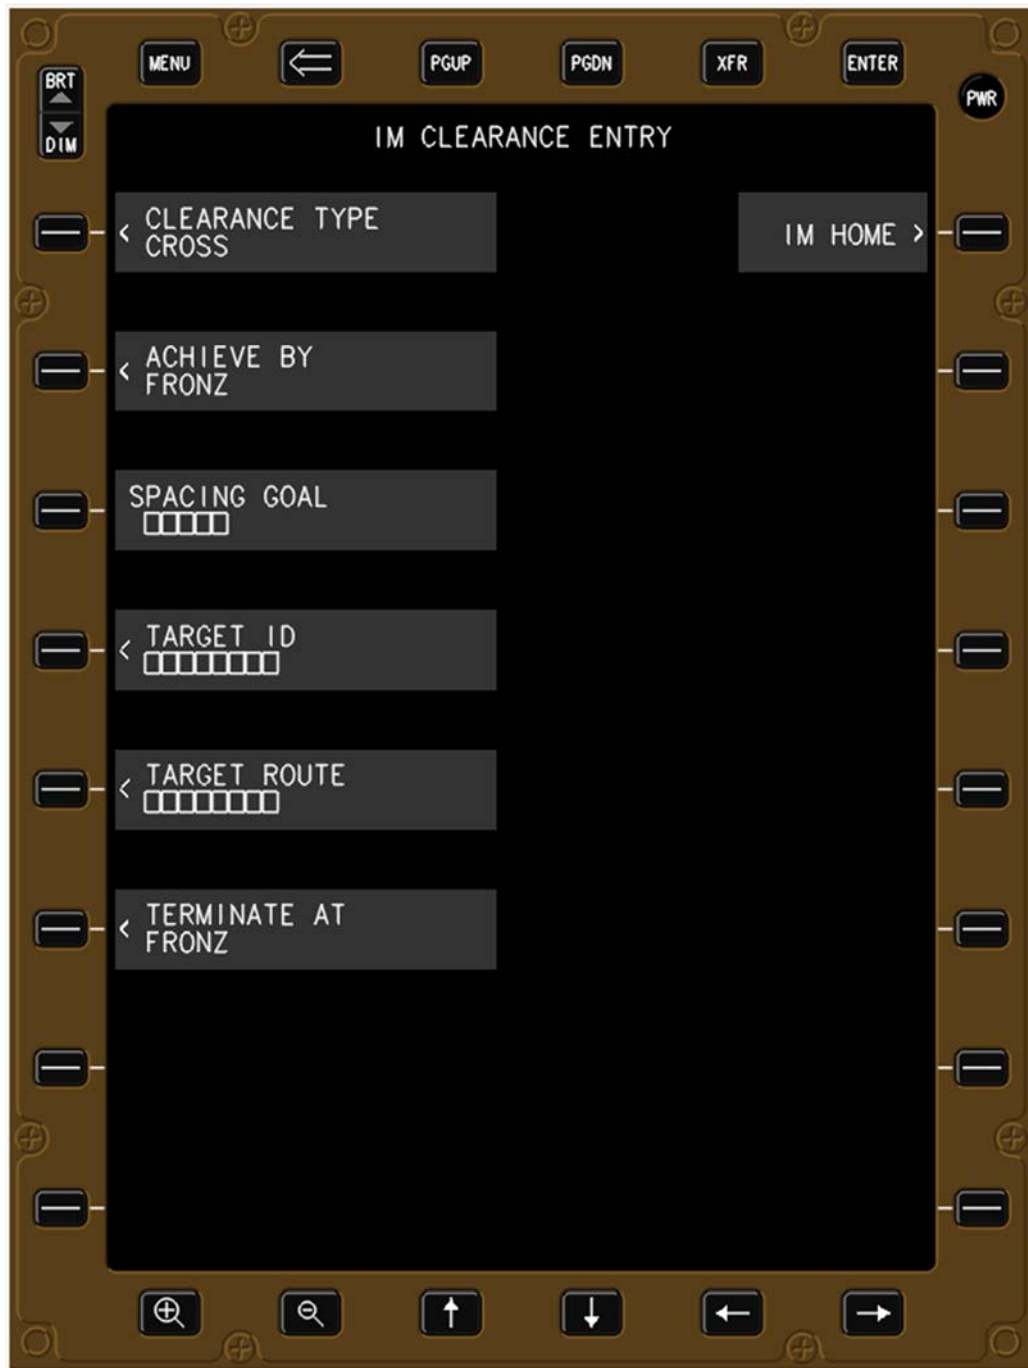 MENU
PGUP
PGDN
XFR
ENTER
BRT
DIM
PWR
IM CLEARANCE ENTRY
< CLEARANCE TYPE
CROSS
IM HOME >
< ACHIEVE BY
FRONZ
SPACING GOAL
□□□□□
< TARGET ID
□□□□□□□□
< TARGET ROUTE
□□□□□□□□
< TERMINATE AT
FRONZ